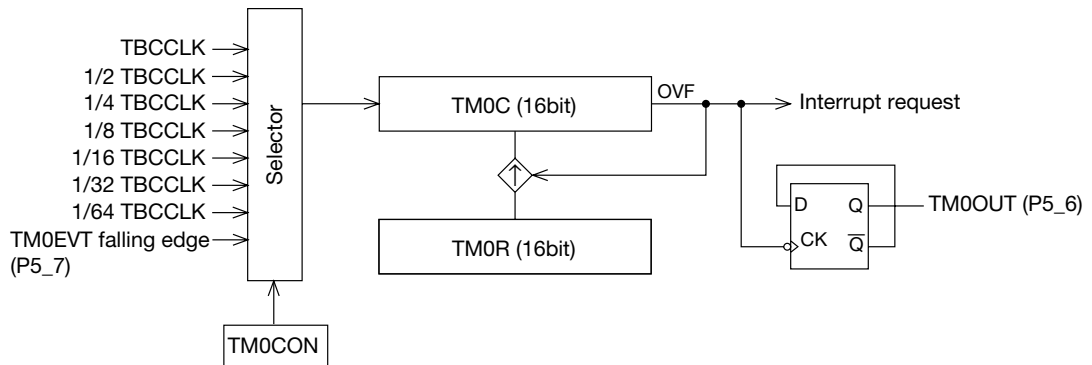 TBCCLK
1/2 TBCCLK
1/4 TBCCLK
1/8 TBCCLK
1/16 TBCCLK
1/32 TBCCLK
1/64 TBCCLK
TM0EVT falling edge
(P5_7)
Selector
TM0CON
TM0C (16bit)
OVF
Interrupt request
TM0R (16bit)
D
Q
CK
Q̅
TM0OUT (P5_6)